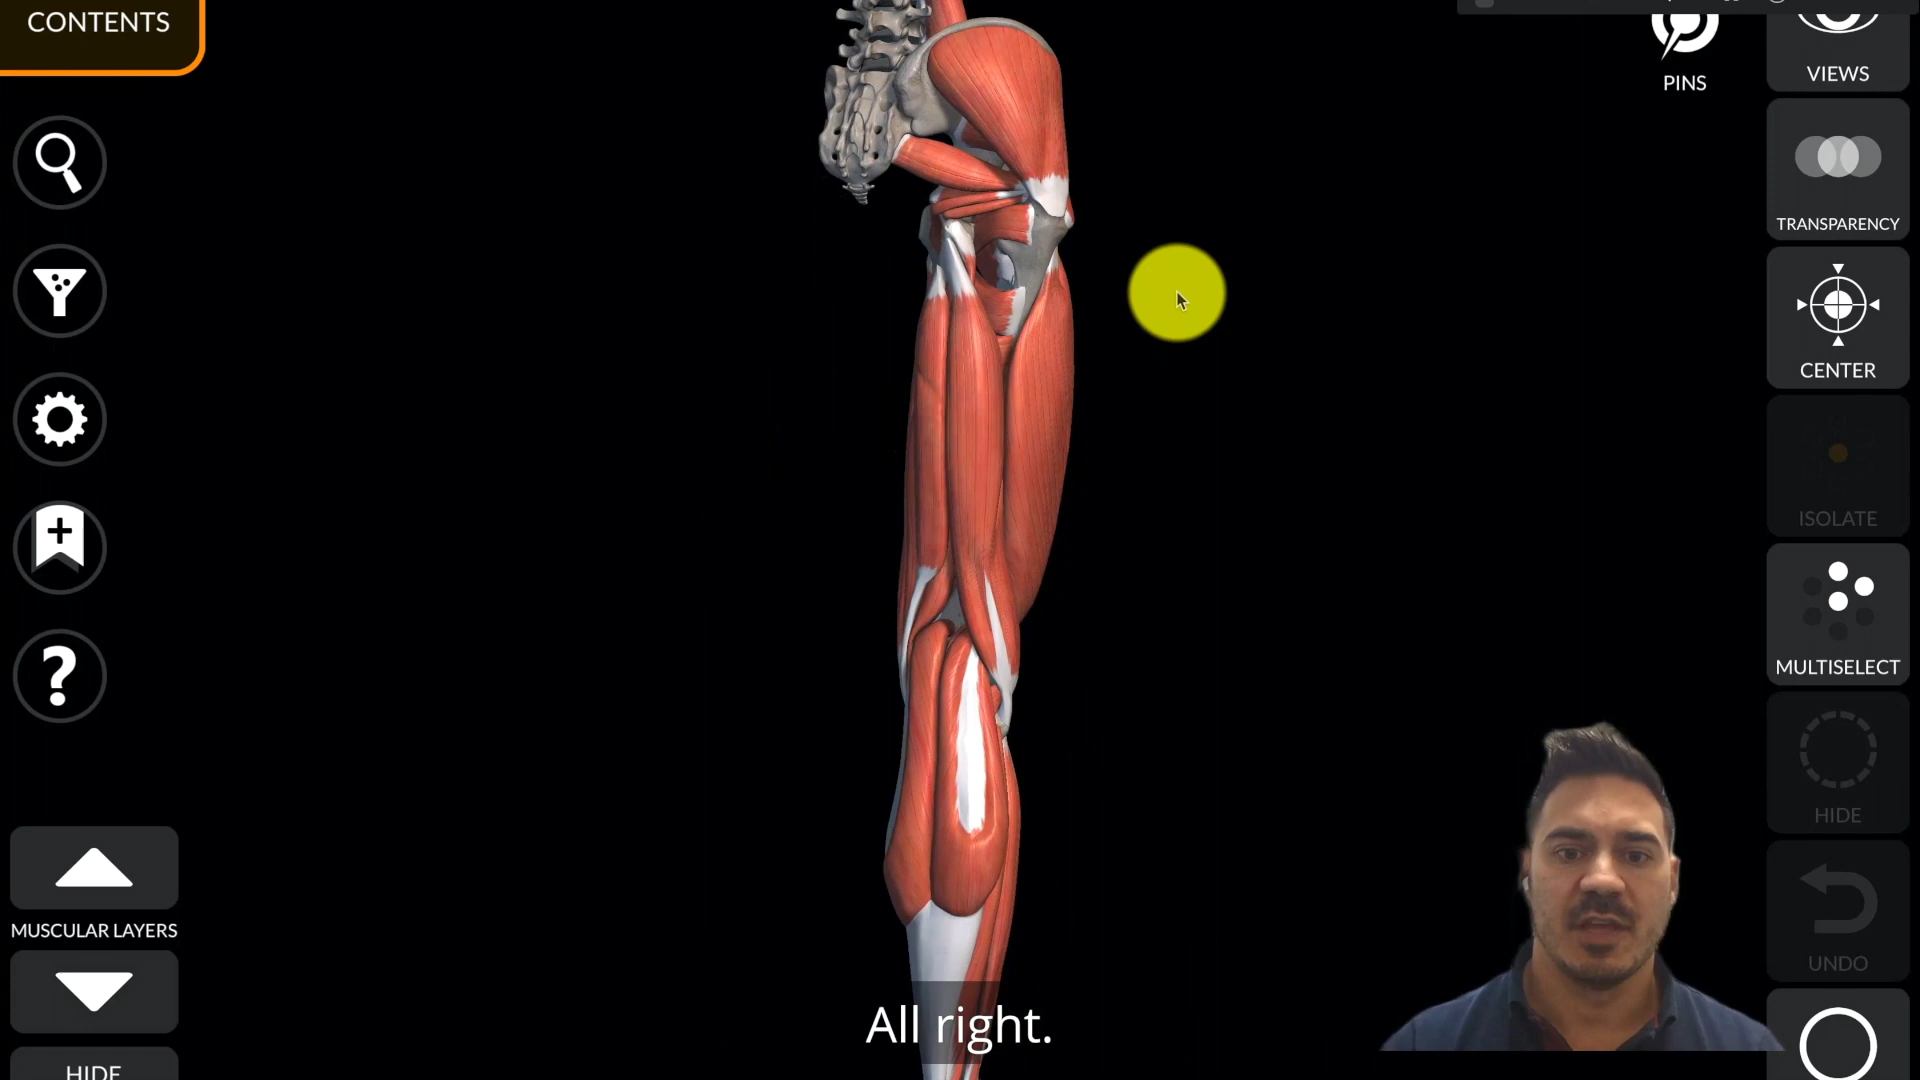 CONTENTS
PINS
VIEWS
TRANSPARENCY
CENTER
ISOLATE
MULTISELECT
HIDE
UNDO
MUSCULAR LAYERS
HIDE
All right.